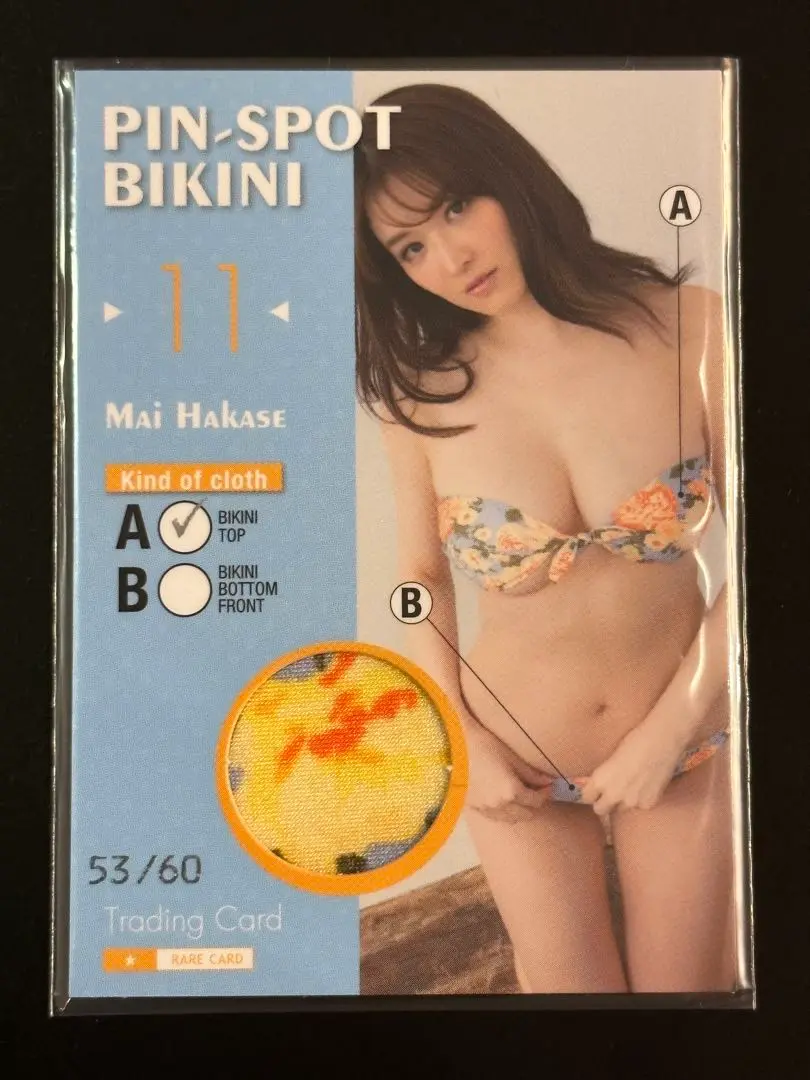 PIN-SPOT
BIKINI
11
Mai Hakase
Kind of cloth
A BIKINI
TOP
B BIKINI
BOTTOM
FRONT
A
B
53/60
Trading Card
RARE CARD